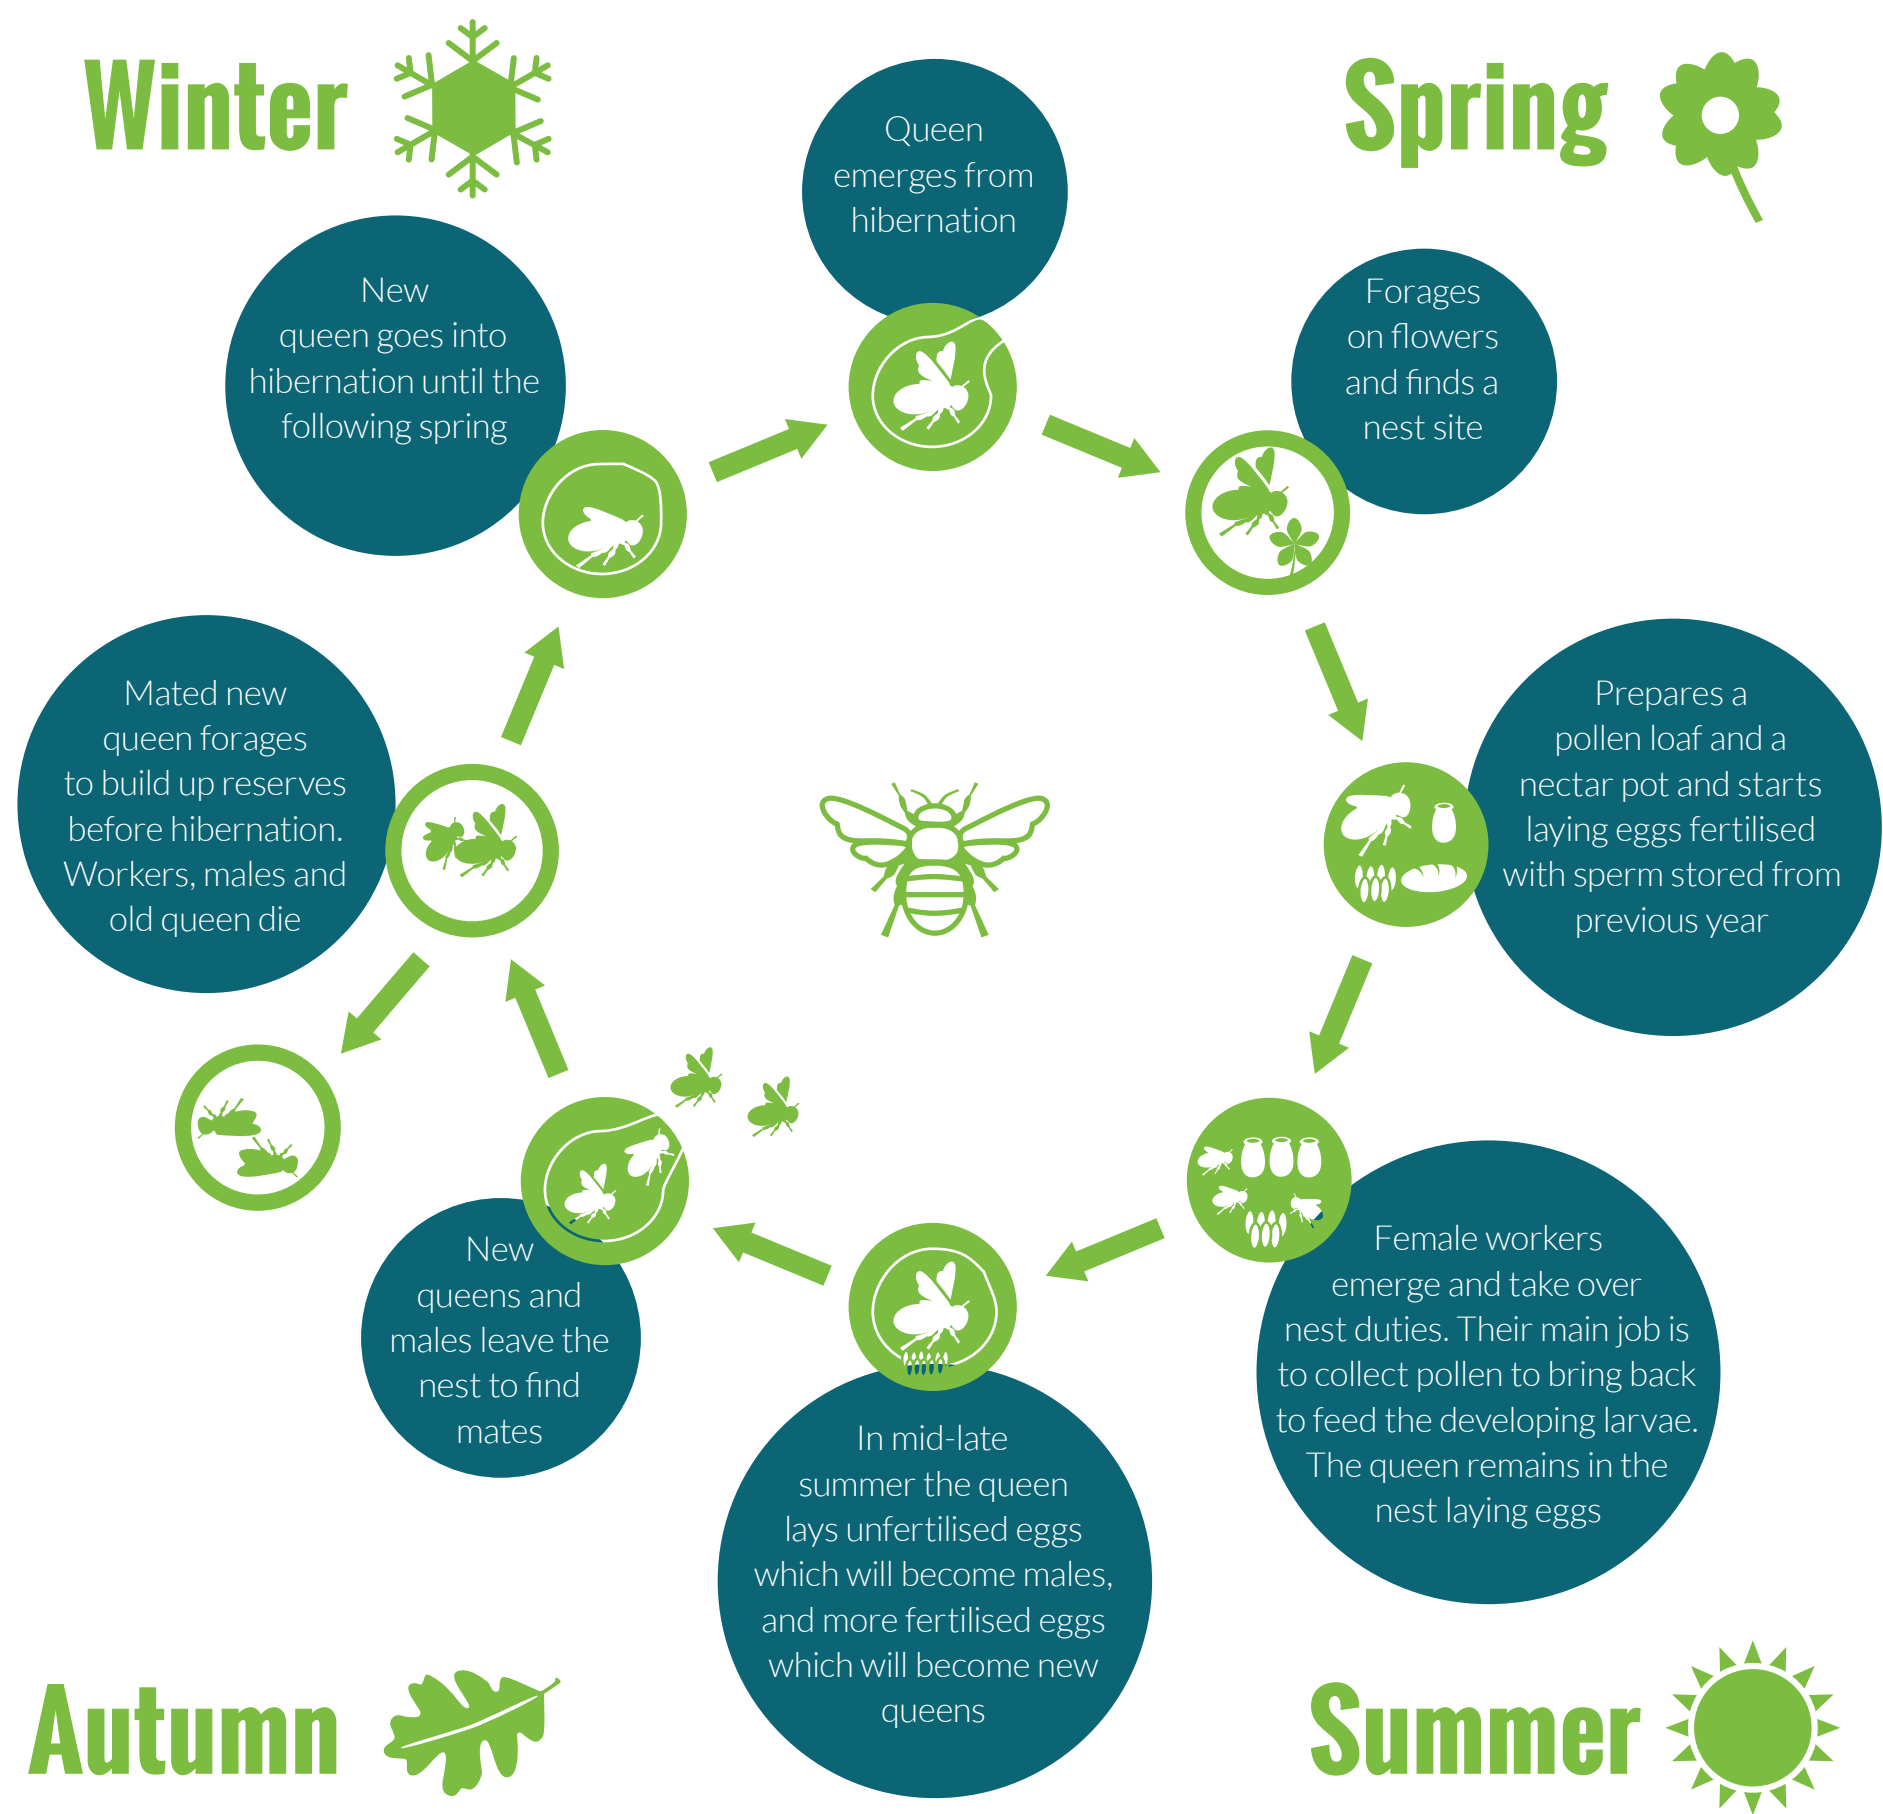 Winter
Spring
Queen
emerges from
hibernation
Forages
on flowers
and finds a
nest site
Prepares a
pollen loaf and a
nectar pot and starts
laying eggs fertilised
with sperm stored from
previous year
Female workers
emerge and take over
nest duties. Their main job is
to collect pollen to bring back
to feed the developing larvae.
The queen remains in the
nest laying eggs
In mid-late
summer the queen
lays unfertilised eggs
which will become males,
and more fertilised eggs
which will become new
queens
New
queens and
males leave the
nest to find
mates
Mated new
queen forages
to build up reserves
before hibernation.
Workers, males and
old queen die
New
queen goes into
hibernation until the
following spring
Autumn
Summer